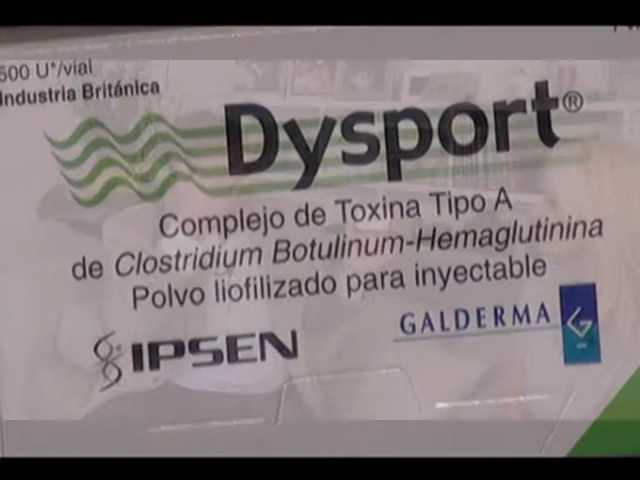 500 U*/vial
Industria Británica
Dysport®
Complejo de Toxina Tipo A
de Clostridium Botulinum-Hemaglutinina
Polvo liofilizado para inyectable
IPSEN
GALDERMA